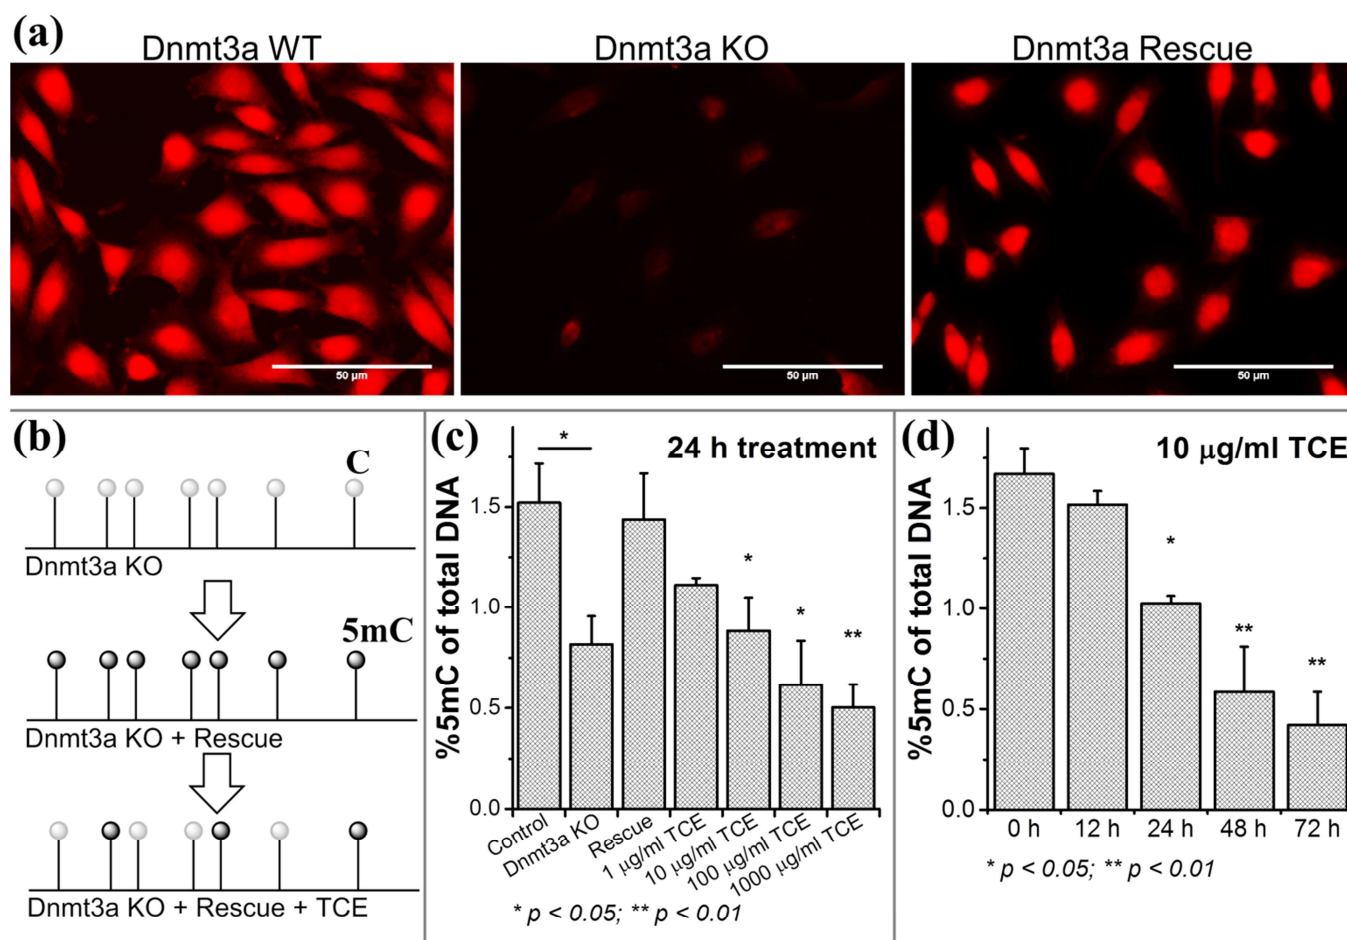 (a)
Dnmt3a WT
Dnmt3a KO
Dnmt3a Rescue
50 µm
50 µm
50 µm
(b)
C
Dnmt3a KO
5mC
Dnmt3a KO + Rescue
Dnmt3a KO + Rescue + TCE
(c)
24 h treatment
%5mC of total DNA
1.5
1.0
0.5
0.0
*
*
*
**
Control
Dnmt3a KO
Rescue
1 µg/ml TCE
10 µg/ml TCE
100 µg/ml TCE
1000 µg/ml TCE
* p < 0.05; ** p < 0.01
(d)
10 µg/ml TCE
%5mC of total DNA
1.5
1.0
0.5
0.0
*
**
**
0 h 12 h 24 h 48 h 72 h
* p < 0.05; ** p < 0.01